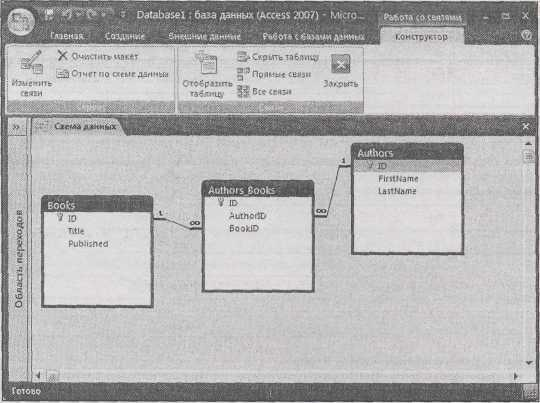 Database1 : база данных (Access 2007) - Micro...
Работа со связями
Главная
Создание
Внешние данные
Работа с базами данных
Конструктор
Изменить связи
Очистить макет
Отчет по схеме данных
Отобразить таблицу
Скрыть таблицу
Прямые связи
Все связи
Закрыть
Схема данных
Область переходов
Books
ID
Title
Published
1
∞
Authors_Books
ID
AuthorID
BookID
∞
1
Authors
ID
FirstName
LastName
Готово